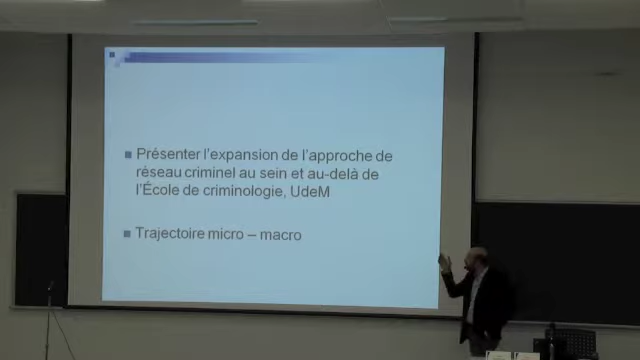 Présenter l'expansion de l'approche de
réseau criminel au sein et au-delà de
l'École de criminologie, UdeM
Trajectoire micro – macro